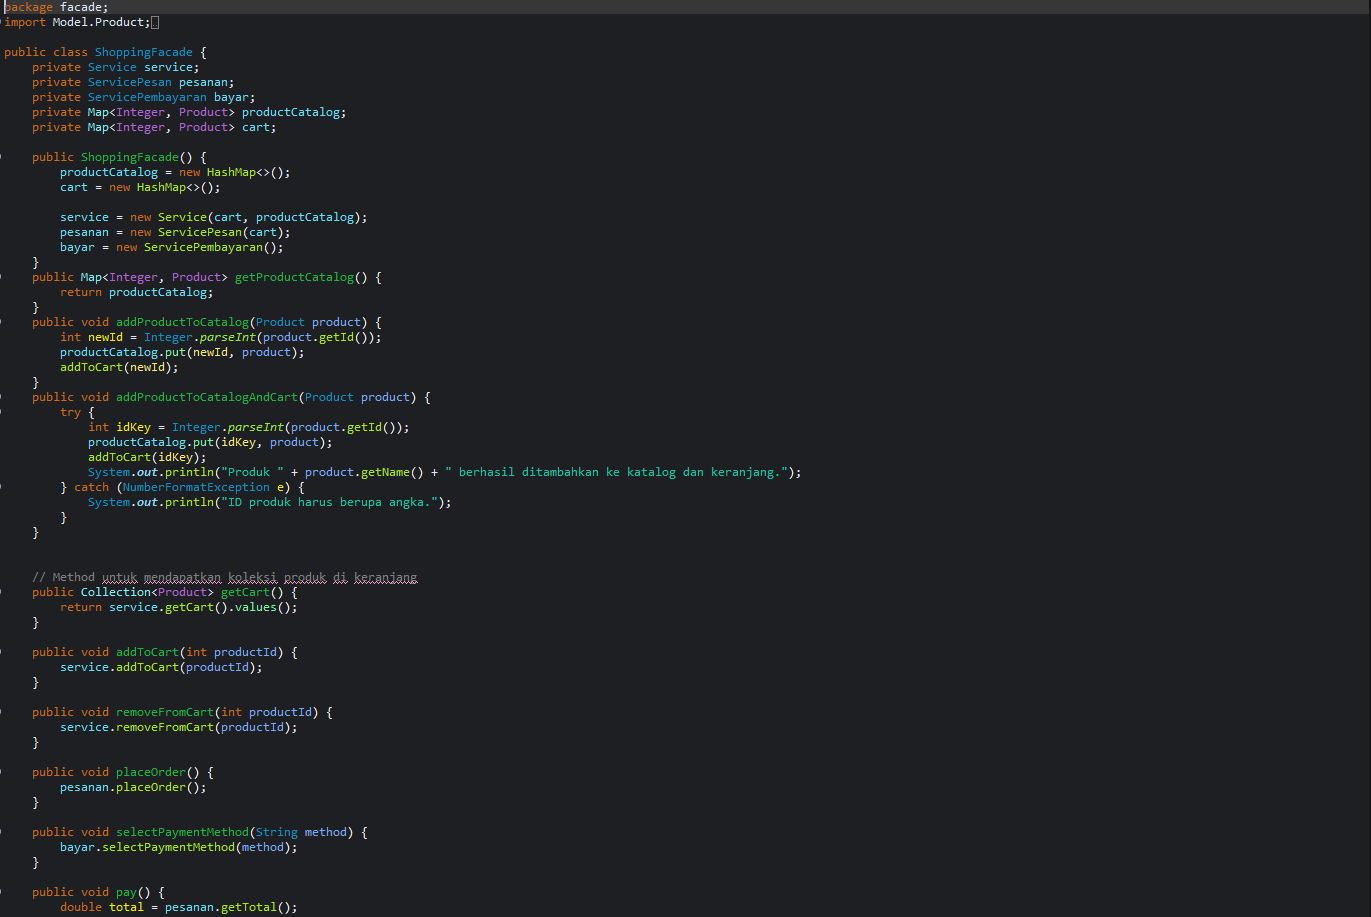 package facade;
import Model.Product;
public class ShoppingFacade {
    private Service service;
    private ServicePesan pesanan;
    private ServicePembayaran bayar;
    private Map<Integer, Product> productCatalog;
    private Map<Integer, Product> cart;
    public ShoppingFacade() {
        productCatalog = new HashMap<>();
        cart = new HashMap<>();
        service = new Service(cart, productCatalog);
        pesanan = new ServicePesan(cart);
        bayar = new ServicePembayaran();
    }
    public Map<Integer, Product> getProductCatalog() {
        return productCatalog;
    }
    public void addProductToCatalog(Product product) {
        int newId = Integer.parseInt(product.getId());
        productCatalog.put(newId, product);
        addToCart(newId);
    }
    public void addProductToCatalogAndCart(Product product) {
        try {
            int idKey = Integer.parseInt(product.getId());
            productCatalog.put(idKey, product);
            addToCart(idKey);
            System.out.println("Produk " + product.getName() + " berhasil ditambahkan ke katalog dan keranjang.");
        } catch (NumberFormatException e) {
            System.out.println("ID produk harus berupa angka.");
        }
    }
    // Method untuk mendapatkan koleksi produk di keranjang
    public Collection<Product> getCart() {
        return service.getCart().values();
    }
    public void addToCart(int productId) {
        service.addToCart(productId);
    }
    public void removeFromCart(int productId) {
        service.removeFromCart(productId);
    }
    public void placeOrder() {
        pesanan.placeOrder();
    }
    public void selectPaymentMethod(String method) {
        bayar.selectPaymentMethod(method);
    }
    public void pay() {
        double total = pesanan.getTotal();